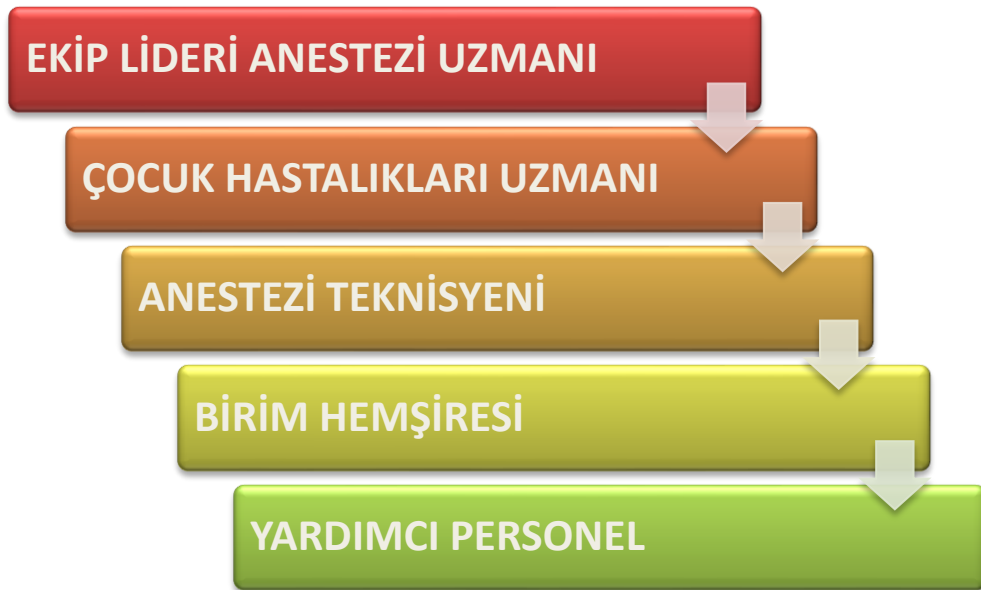 EKİP LİDERİ ANESTEZİ UZMANI
ÇOCUK HASTALIKLARI UZMANI
ANESTEZİ TEKNİSYENİ
BİRİM HEMŞİRESİ
YARDIMCI PERSONEL